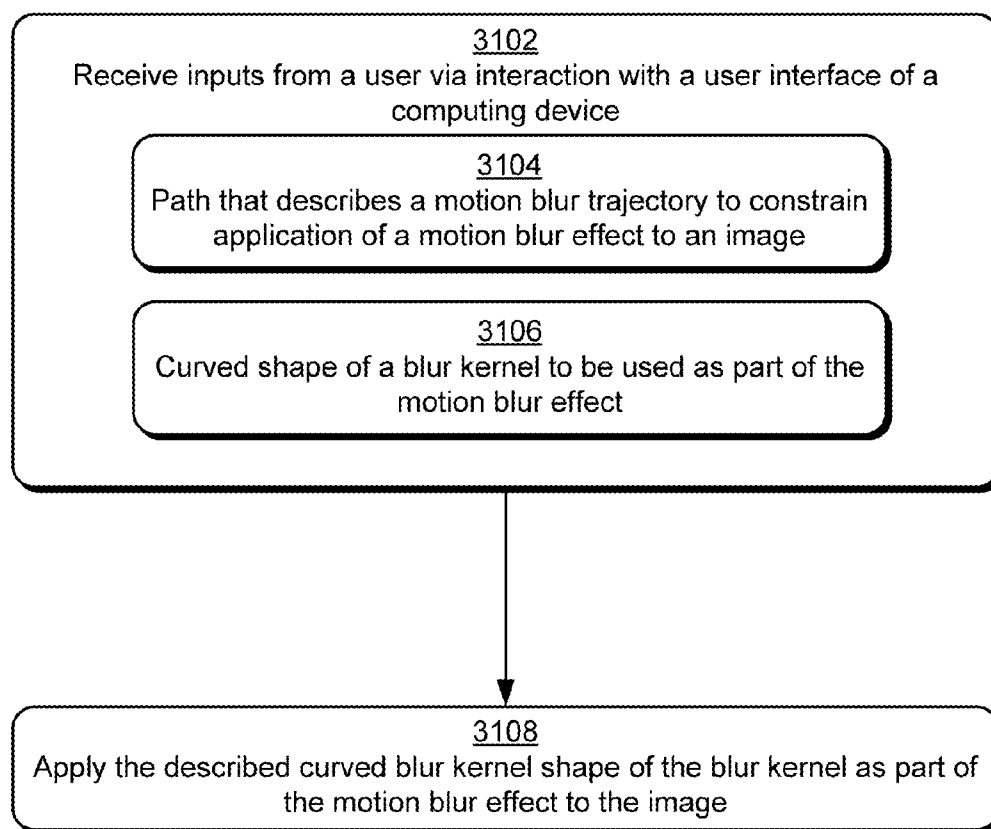 3102
Receive inputs from a user via interaction with a user interface of a
computing device
3104
Path that describes a motion blur trajectory to constrain
application of a motion blur effect to an image
3106
Curved shape of a blur kernel to be used as part of the
motion blur effect
3108
Apply the described curved blur kernel shape of the blur kernel as part of
the motion blur effect to the image